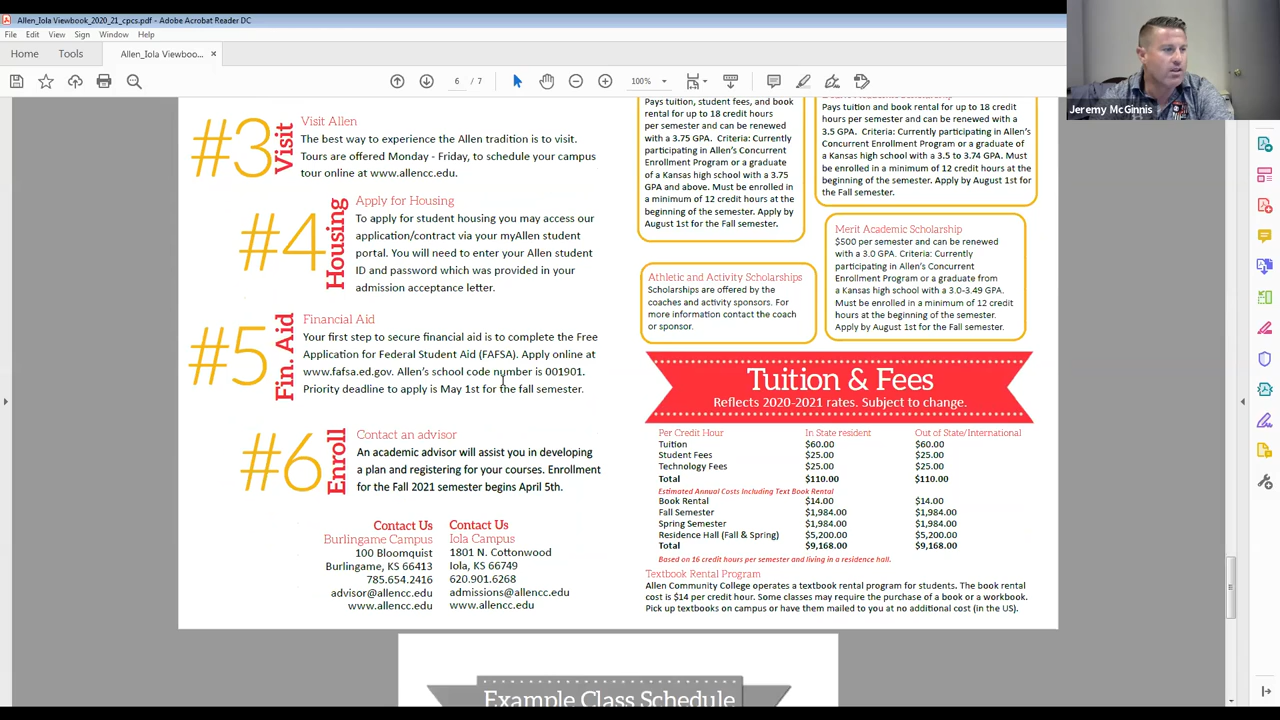 Allen_Iola Viewbook_2020_21_cpcs.pdf - Adobe Acrobat Reader DC
File Edit View Sign Window Help
Home Tools Allen_Iola Viewboo... ×
6 / 7 100%
Jeremy McGinnis
#3 Visit
Visit Allen
The best way to experience the Allen tradition is to visit.
Tours are offered Monday - Friday, to schedule your campus
tour online at www.allencc.edu.
#4 Housing
Apply for Housing
To apply for student housing you may access our
application/contract via your myAllen student
portal. You will need to enter your Allen student
ID and password which was provided in your
admission acceptance letter.
#5 Fin. Aid
Financial Aid
Your first step to secure financial aid is to complete the Free
Application for Federal Student Aid (FAFSA). Apply online at
www.fafsa.ed.gov. Allen's school code number is 001901.
Priority deadline to apply is May 1st for the fall semester.
#6 Enroll
Contact an advisor
An academic advisor will assist you in developing
a plan and registering for your courses. Enrollment
for the Fall 2021 semester begins April 5th.
Contact Us
Burlingame Campus
100 Bloomquist
Burlingame, KS 66413
785.654.2416
advisor@allencc.edu
www.allencc.edu
Contact Us
Iola Campus
1801 N. Cottonwood
Iola, KS 66749
620.901.6268
admissions@allencc.edu
www.allencc.edu
Pays tuition, student fees, and book
rental for up to 18 credit hours
per semester and can be renewed
with a 3.75 GPA. Criteria: Currently
participating in Allen's Concurrent
Enrollment Program or a graduate
of a Kansas high school with a 3.75
GPA and above. Must be enrolled in
a minimum of 12 credit hours at the
beginning of the semester. Apply by
August 1st for the Fall semester.
Pays tuition and book rental for up to 18 credit
hours per semester and can be renewed with a
3.5 GPA. Criteria: Currently participating in Allen's
Concurrent Enrollment Program or a graduate of
a Kansas high school with a 3.5 to 3.74 GPA. Must
be enrolled in a minimum of 12 credit hours at the
beginning of the semester. Apply by August 1st for
the Fall semester.
Athletic and Activity Scholarships
Scholarships are offered by the
coaches and activity sponsors. For
more information contact the coach
or sponsor.
Merit Academic Scholarship
$500 per semester and can be renewed
with a 3.0 GPA. Criteria: Currently
participating in Allen's Concurrent
Enrollment Program or a graduate from
a Kansas high school with a 3.0-3.49 GPA.
Must be enrolled in a minimum of 12 credit
hours at the beginning of the semester.
Apply by August 1st for the Fall semester.
Tuition & Fees
Reflects 2020-2021 rates. Subject to change.
Per Credit Hour In State resident Out of State/International
Tuition $60.00 $60.00
Student Fees $25.00 $25.00
Technology Fees $25.00 $25.00
Total $110.00 $110.00
Estimated Annual Costs Including Text Book Rental
Book Rental $14.00 $14.00
Fall Semester $1,984.00 $1,984.00
Spring Semester $1,984.00 $1,984.00
Residence Hall (Fall & Spring) $5,200.00 $5,200.00
Total $9,168.00 $9,168.00
Based on 16 credit hours per semester and living in a residence hall.
Textbook Rental Program
Allen Community College operates a textbook rental program for students. The book rental
cost is $14 per credit hour. Some classes may require the purchase of a book or a workbook.
Pick up textbooks on campus or have them mailed to you at no additional cost (in the US).
Example Class Schedule